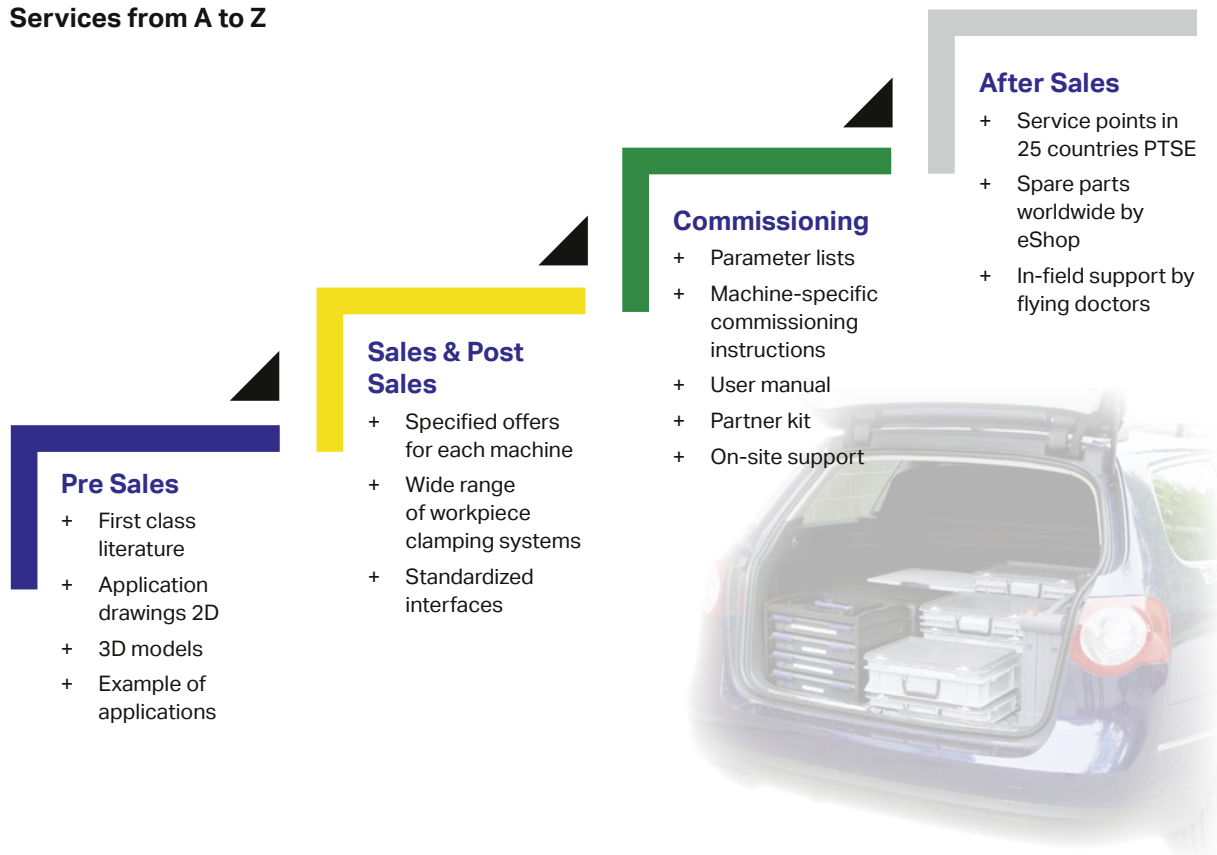 Services from A to Z
Pre Sales
+ First class
literature
+ Application
drawings 2D
+ 3D models
+ Example of
applications
Sales & Post
Sales
+ Specified offers
for each machine
+ Wide range
of workpiece
clamping systems
+ Standardized
interfaces
Commissioning
+ Parameter lists
+ Machine-specific
commissioning
instructions
+ User manual
+ Partner kit
+ On-site support
After Sales
+ Service points in
25 countries PTSE
+ Spare parts
worldwide by
eShop
+ In-field support by
flying doctors